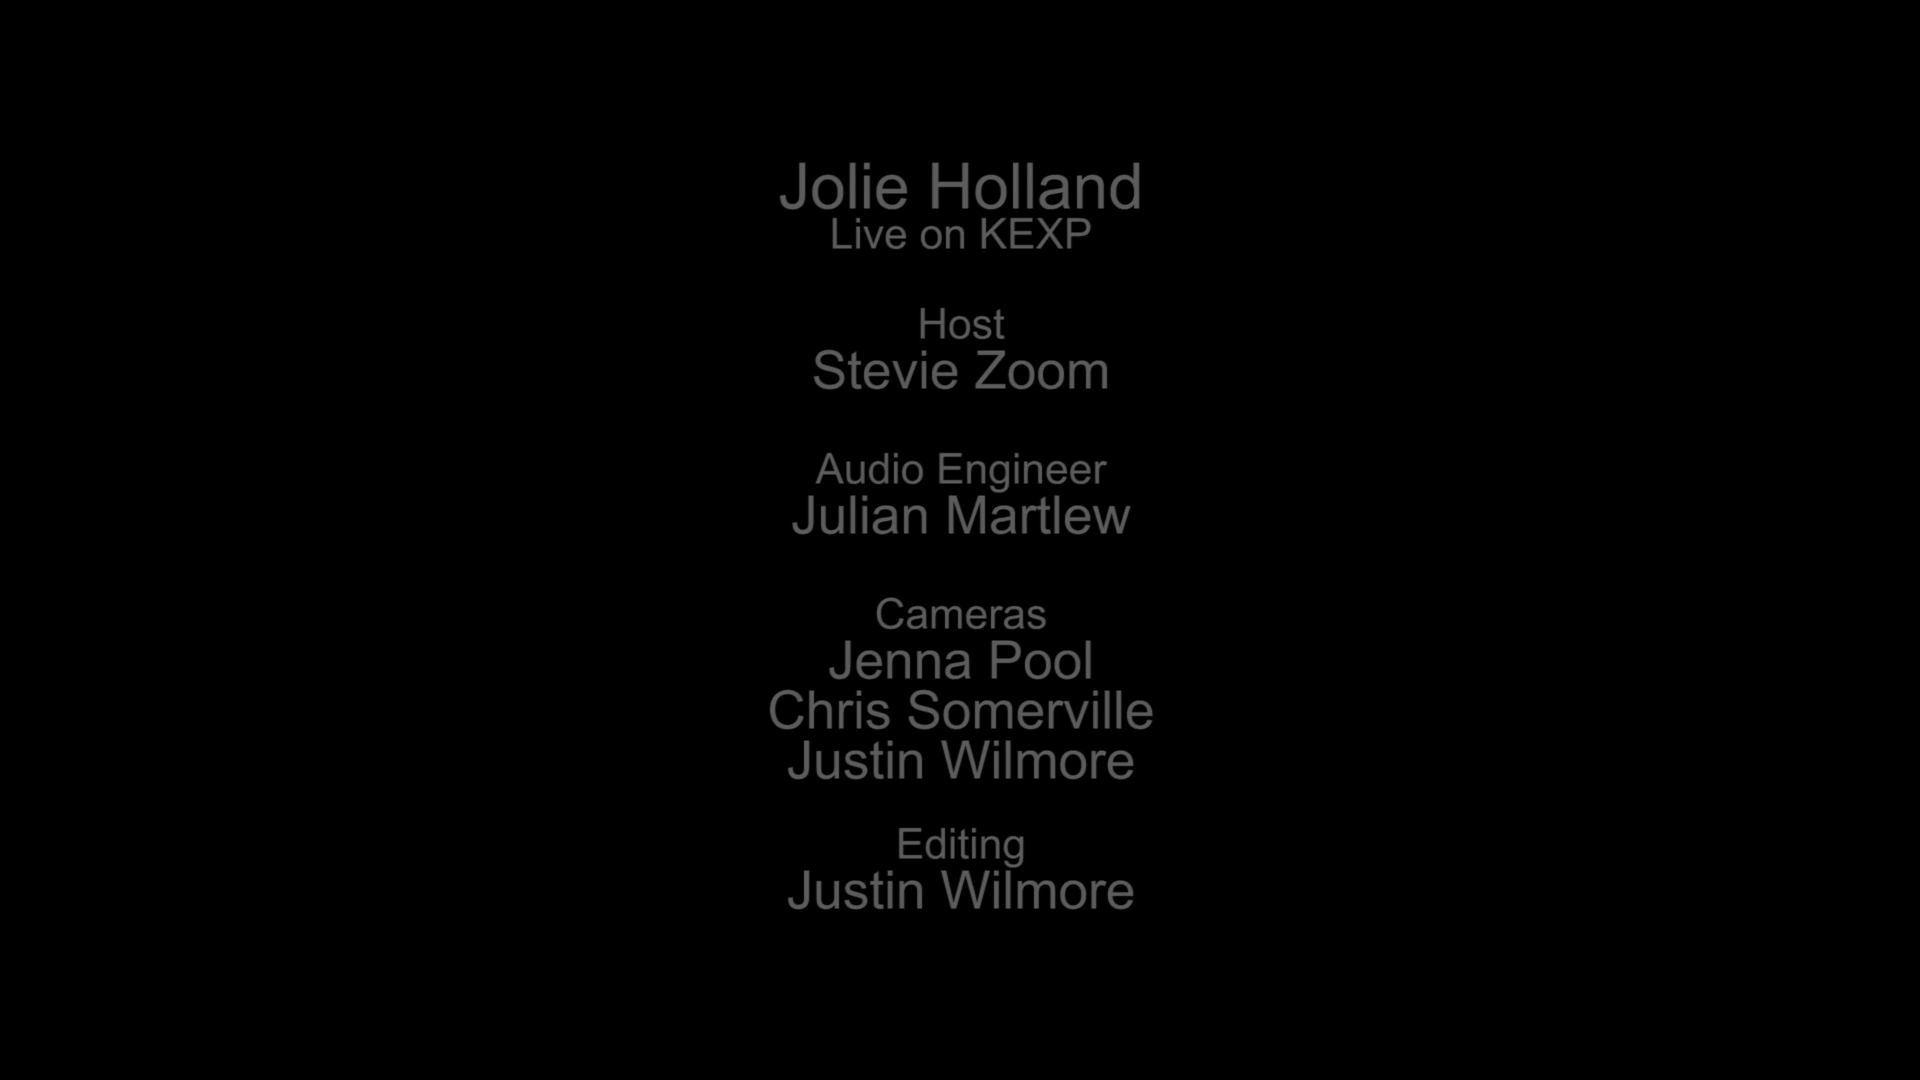 Jolie Holland
Live on KEXP
Host
Stevie Zoom
Audio Engineer
Julian Martlew
Cameras
Jenna Pool
Chris Somerville
Justin Wilmore
Editing
Justin Wilmore